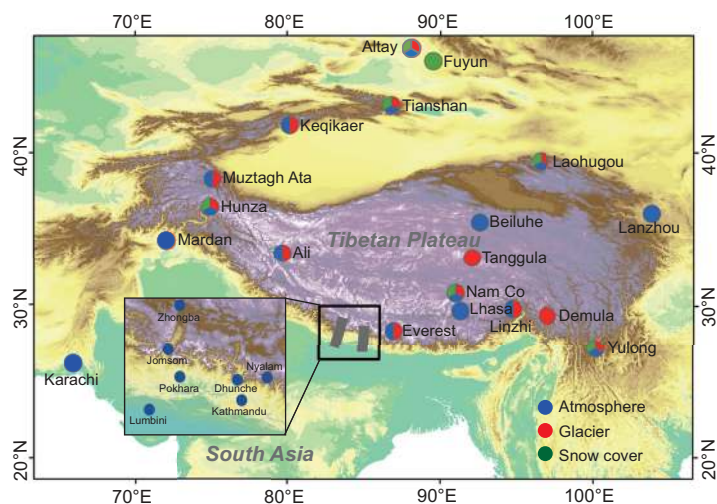 70°E 80°E 90°E 100°E
Altay
Fuyun
Tianshan
Keqikaer
40°N 40°N
Laohugou
Muztagh Ata
Hunza
Beiluhe
Lanzhou
Mardan
Tibetan Plateau
Ali
Tanggula
30°N 30°N
Nam Co
Zhongba
Lhasa
Linzhi
Demula
Everest
Jomsom
Nyalam
Yulong
Karachi
Pokhara
Dhunche
Kathmandu
Lumbini
Atmosphere
Glacier
South Asia
Snow cover
20°N 20°N
70°E 80°E 90°E 100°E